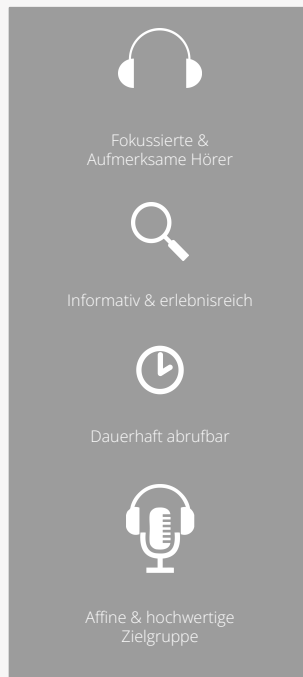 Fokussierte &
Aufmerksame Hörer
Informativ & erlebnisreich
Dauerhaft abrufbar
Affine & hochwertige
Zielgruppe